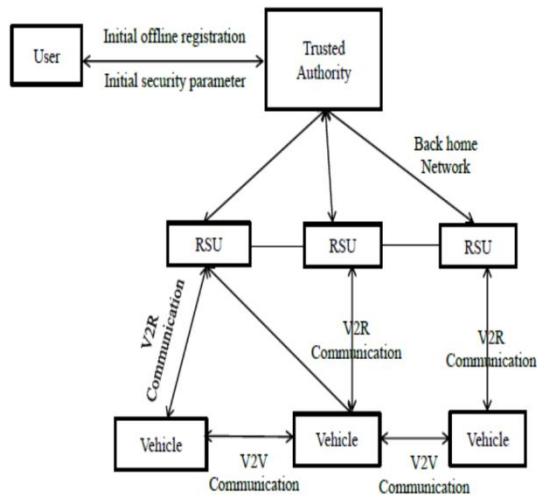 Initial offline registration
User
Initial security parameter
Trusted
Authority
Back home
Network
RSU
RSU
RSU
V2R
Communication
V2R
Communication
V2R
Communication
Vehicle
Vehicle
Vehicle
V2V
Communication
V2V
Communication